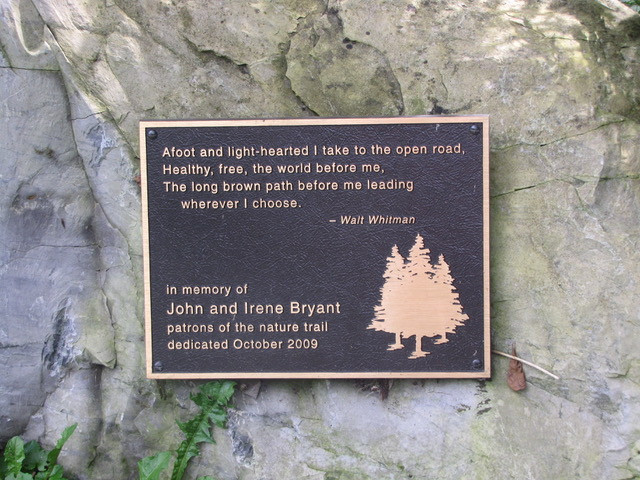 Afoot and light-hearted I take to the open road,
Healthy, free, the world before me,
The long brown path before me leading
wherever I choose.
– Walt Whitman
in memory of
John and Irene Bryant
patrons of the nature trail
dedicated October 2009